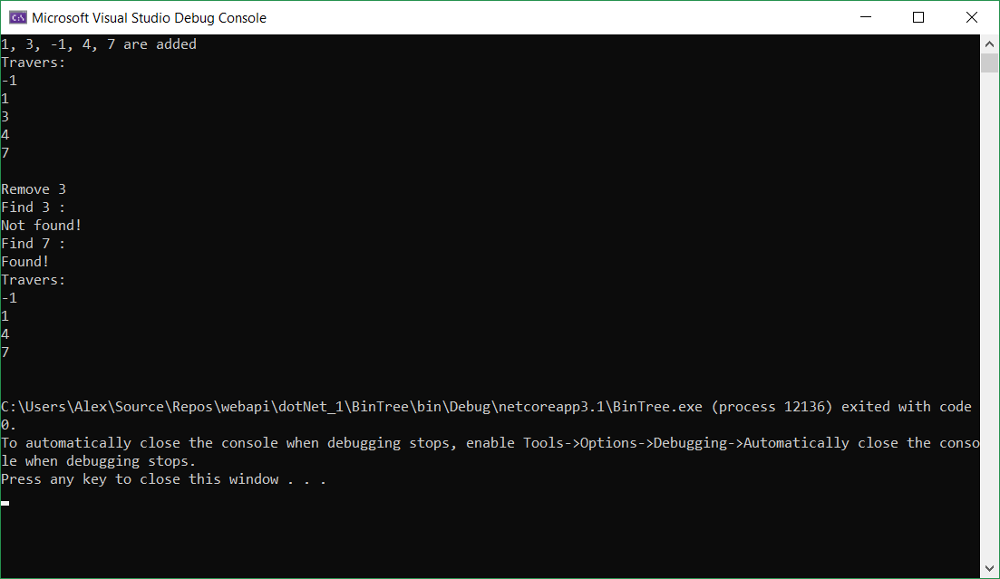 Microsoft Visual Studio Debug Console
1, 3, -1, 4, 7 are added
Travers:
-1
1
3
4
7
Remove 3
Find 3 :
Not found!
Find 7 :
Found!
Travers:
-1
1
4
7
C:\Users\Alex\Source\Repos\webapi\dotNet_1\BinTree\bin\Debug\netcoreapp3.1\BinTree.exe (process 12136) exited with code
0.
To automatically close the console when debugging stops, enable Tools->Options->Debugging->Automatically close the conso
le when debugging stops.
Press any key to close this window . . .